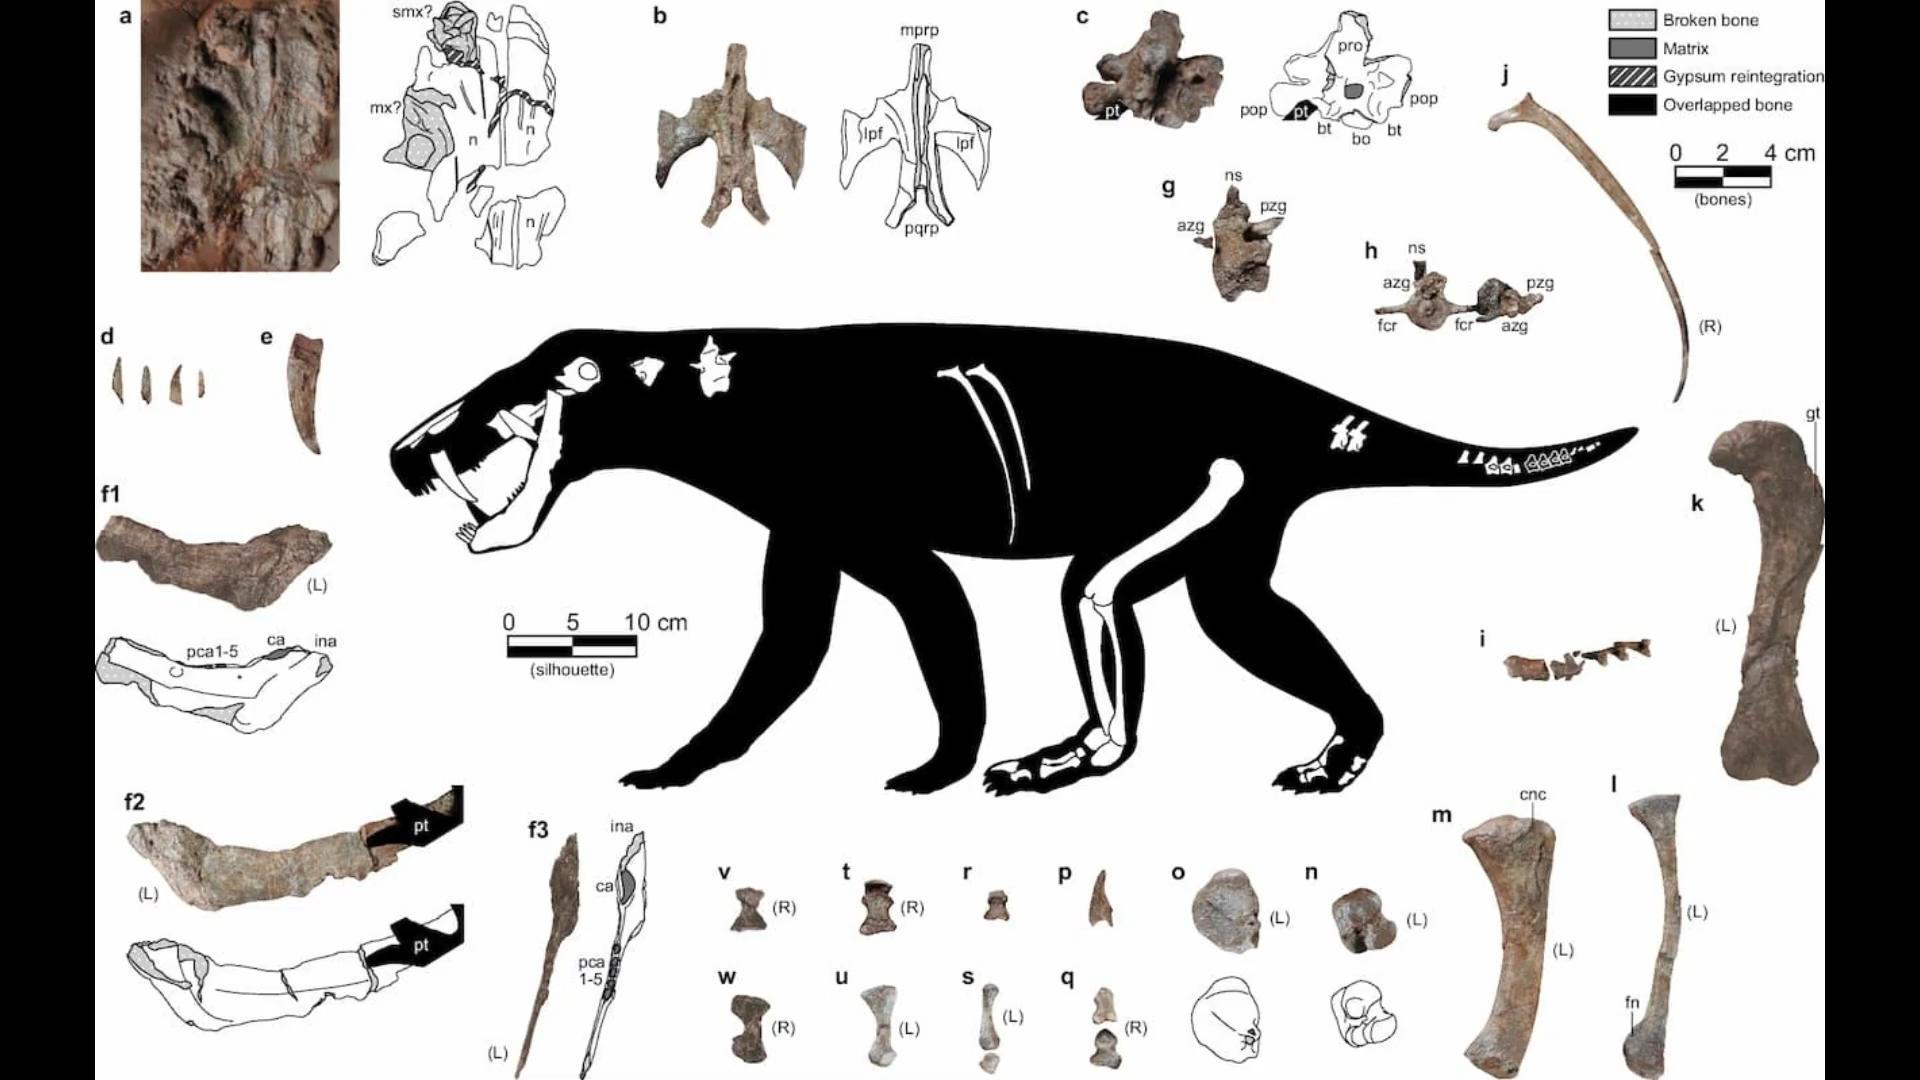 a
smx?
mx?
n
n
n
b
mprp
lpf
lpf
pqrp
c
pt
pro
pop
pt
pop
bt
bo
bt
Broken bone
Matrix
Gypsum reintegration
Overlapped bone
j
0 2 4 cm
(bones)
(R)
g
ns
pzg
azg
h
ns
azg
pzg
fcr
fcr
azg
d
e
f1
(L)
pca1-5
ca
ina
0 5 10 cm
(silhouette)
gt
k
(L)
i
f2
pt
(L)
pt
f3
ina
ca
pca
1-5
(L)
v
(R)
t
(R)
r
p
o
(L)
n
(L)
w
(R)
u
(L)
s
(L)
q
(R)
m
cnc
(L)
l
(L)
fn